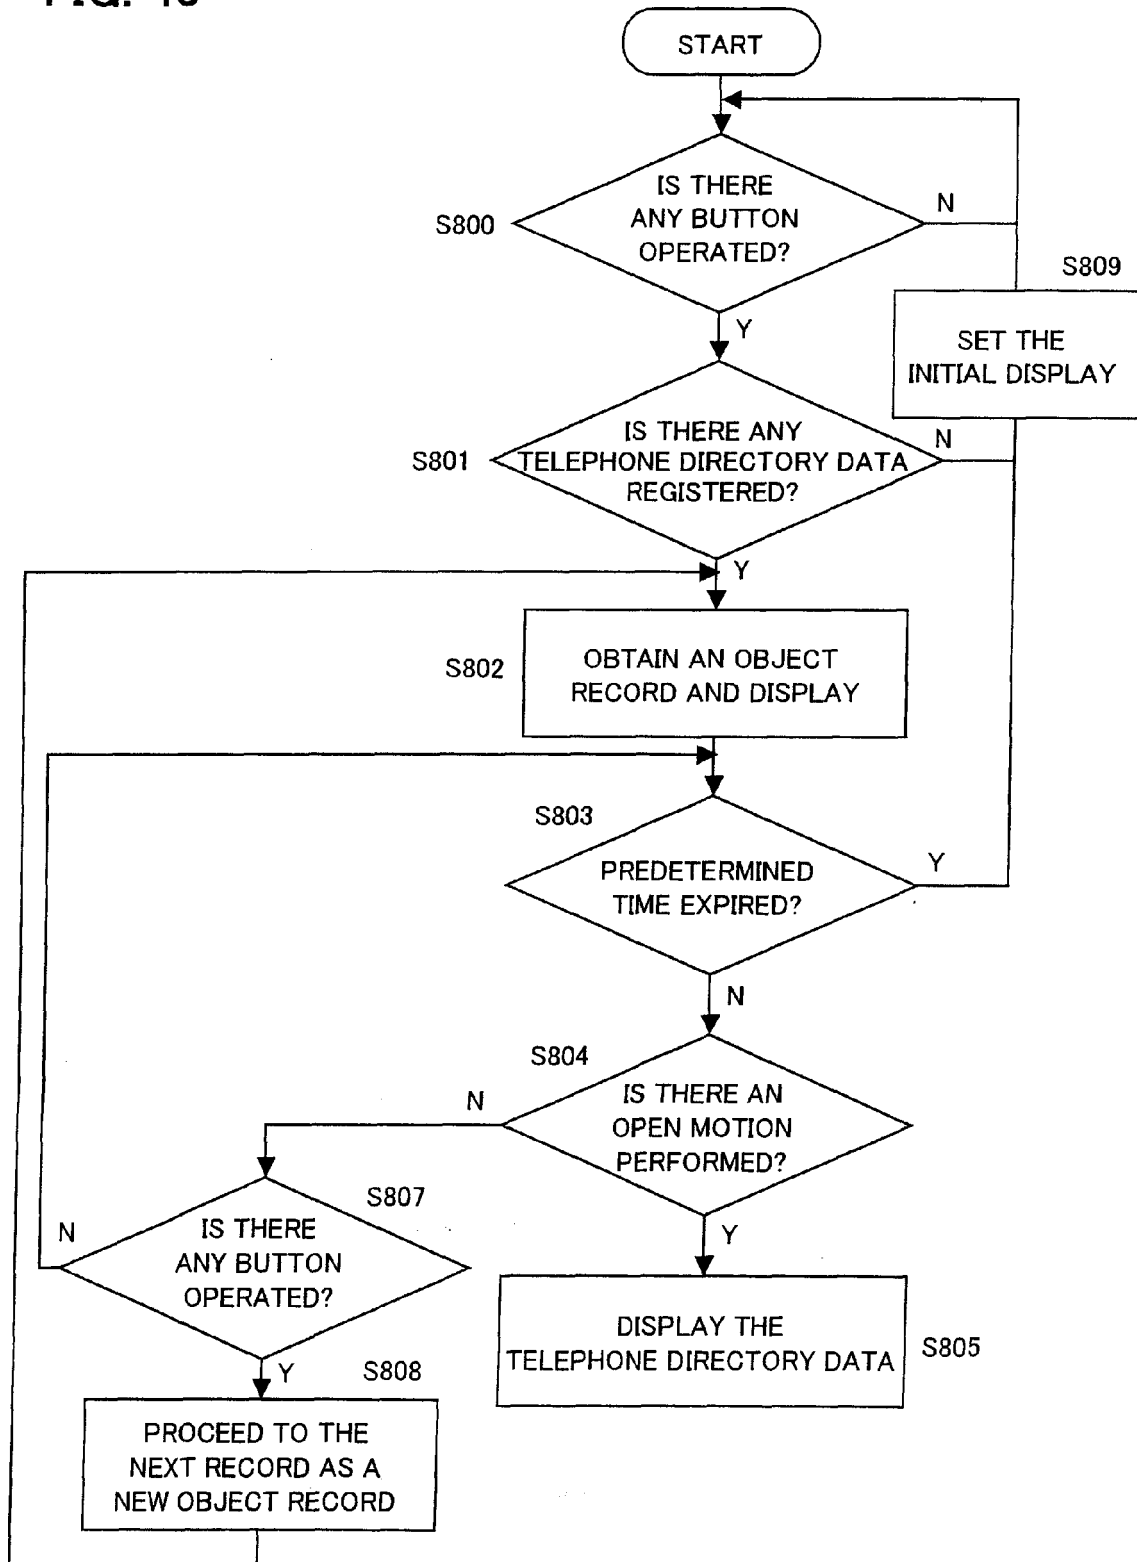 START
IS THERE
ANY BUTTON
OPERATED?
N
S800
S809
Y
SET THE
INITIAL DISPLAY
IS THERE ANY
TELEPHONE DIRECTORY DATA
REGISTERED?
N
S801
Y
OBTAIN AN OBJECT
RECORD AND DISPLAY
S802
S803
PREDETERMINED
TIME EXPIRED?
Y
N
S804
IS THERE AN
OPEN MOTION
PERFORMED?
N
S807
IS THERE
ANY BUTTON
OPERATED?
N
Y
DISPLAY THE
TELEPHONE DIRECTORY DATA
S805
Y
S808
PROCEED TO THE
NEXT RECORD AS A
NEW OBJECT RECORD